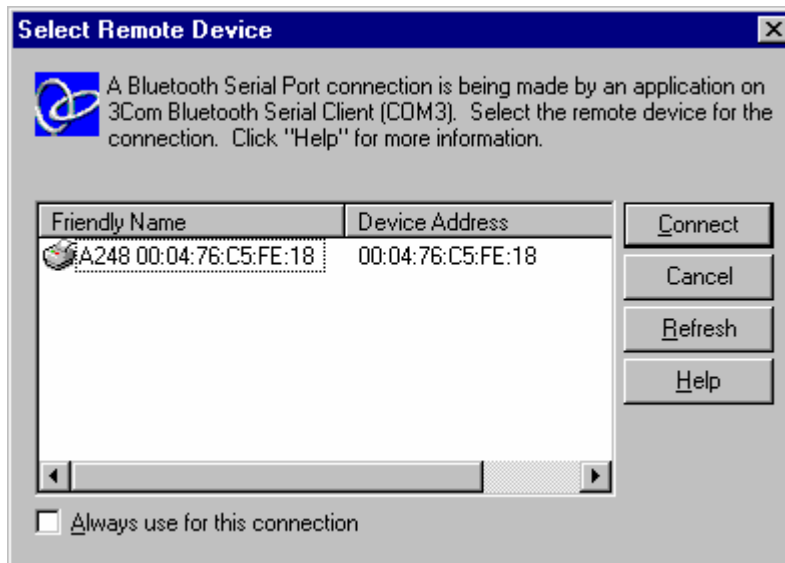 Select Remote Device
A Bluetooth Serial Port connection is being made by an application on
3Com Bluetooth Serial Client (COM3).  Select the remote device for the
connection.  Click "Help" for more information.
Friendly Name Device Address
A248 00:04:76:C5:FE:18 00:04:76:C5:FE:18
Connect
Cancel
Refresh
Help
Always use for this connection